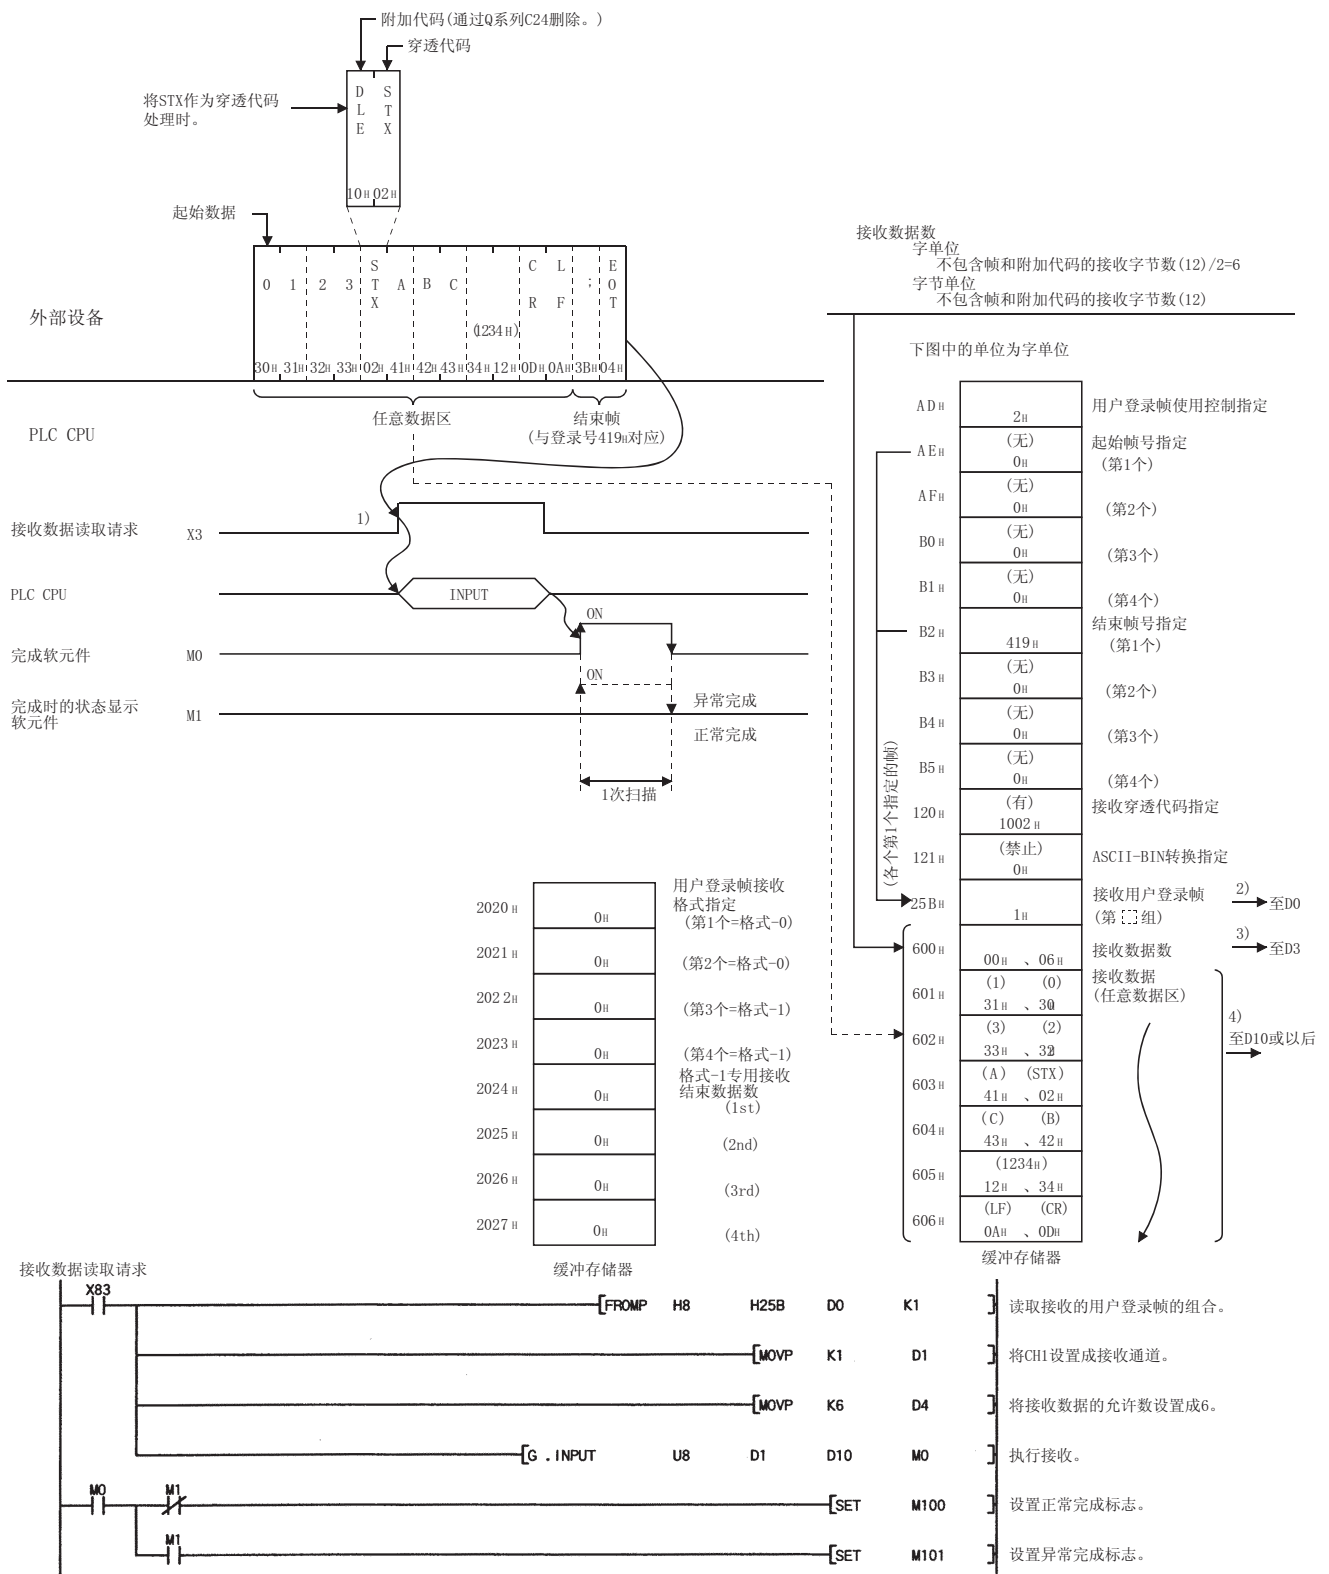 附加代码(通过Q系列C24删除。)
穿透代码
将STX作为穿透代码
处理时。
D S
L T
E X
10H 02H
起始数据
接收数据数
字单位
不包含帧和附加代码的接收字节数(12)/2=6
字节单位
不包含帧和附加代码的接收字节数(12)
外部设备
S C L E
0 1 2 3 T A B C ; O
X R F T
(1234H)
30H 31H 32H 33H 02H 41H 42H 43H 34H 12H 0DH 0AH 3BH 04H
任意数据区
结束帧
(与登录号419H对应)
PLC CPU
接收数据读取请求 X3 1)
PLC CPU INPUT
完成软元件 M0 ON
完成时的状态显示
软元件 M1 ON
异常完成
正常完成
1次扫描
下图中的单位为字单位
ADH 2H 用户登录帧使用控制指定
AEH (无) 0H 起始帧号指定
(第1个)
AFH (无) 0H (第2个)
B0H (无) 0H (第3个)
B1H (无) 0H (第4个)
B2H 419H 结束帧号指定
(第1个)
B3H (无) 0H (第2个)
B4H (无) 0H (第3个)
B5H (无) 0H (第4个)
120H (有) 1002H 接收穿透代码指定
121H (禁止) 0H ASCII-BIN转换指定
(各个第1个指定的帧)
25BH 1H 接收用户登录帧
(第 组)
2) 至D0
600H 00H 、06H 接收数据数
3) 至D3
601H (1) (0) 31H 、30H 接收数据
(任意数据区)
602H (3) (2) 33H 、32H
4)
至D10或以后
603H (A) (STX) 41H 、02H
604H (C) (B) 43H 、42H
605H (1234H) 12H 、34H
606H (LF) (CR) 0AH 、0DH
缓冲存储器
2020H 0H 用户登录帧接收
格式指定
(第1个=格式-0)
2021H 0H (第2个=格式-0)
2022H 0H (第3个=格式-1)
2023H 0H (第4个=格式-1)
2024H 0H 格式-1专用接收
结束数据数
(1st)
2025H 0H (2nd)
2026H 0H (3rd)
2027H 0H (4th)
缓冲存储器
接收数据读取请求
X83
[FROMP H8 H25B D0 K1 ] 读取接收的用户登录帧的组合。
[MOVP K1 D1 ] 将CH1设置成接收通道。
[MOVP K6 D4 ] 将接收数据的允许数设置成6。
[G .INPUT U8 D1 D10 M0 ] 执行接收。
M0 M1 [SET M100 ] 设置正常完成标志。
M1 [SET M101 ] 设置异常完成标志。